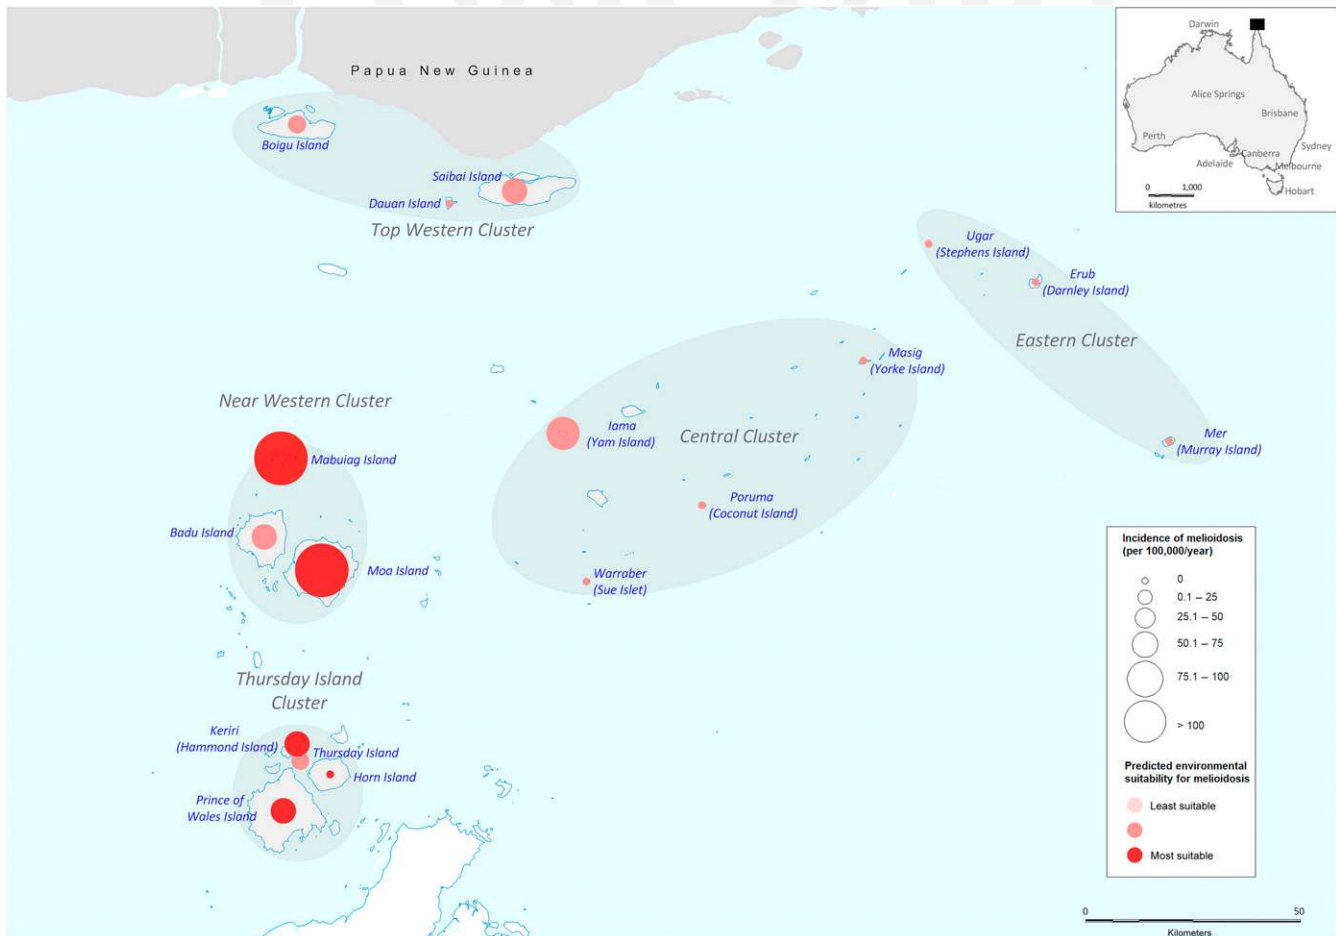 Papua New Guinea
Boigu Island
Saibai Island
Dauan Island
Top Western Cluster
Darwin
Alice Springs
Brisbane
Perth
Sydney
Adelaide
Canberra
Melbourne
Hobart
0 1,000
kilometres
Ugar
(Stephens Island)
Erub
(Darnley Island)
Eastern Cluster
Masig
(Yorke Island)
Mer
(Murray Island)
Near Western Cluster
Mabuiag Island
Badu Island
Moa Island
Iama
(Yam Island)
Central Cluster
Poruma
(Coconut Island)
Warraber
(Sue Islet)
Thursday Island
Cluster
Keriri
(Hammond Island)
Thursday Island
Horn Island
Prince of
Wales Island
Incidence of melioidosis
(per 100,000/year)
0
0.1 – 25
25.1 – 50
50.1 – 75
75.1 – 100
> 100
Predicted environmental
suitability for melioidosis
Least suitable
Most suitable
0 50
Kilometers